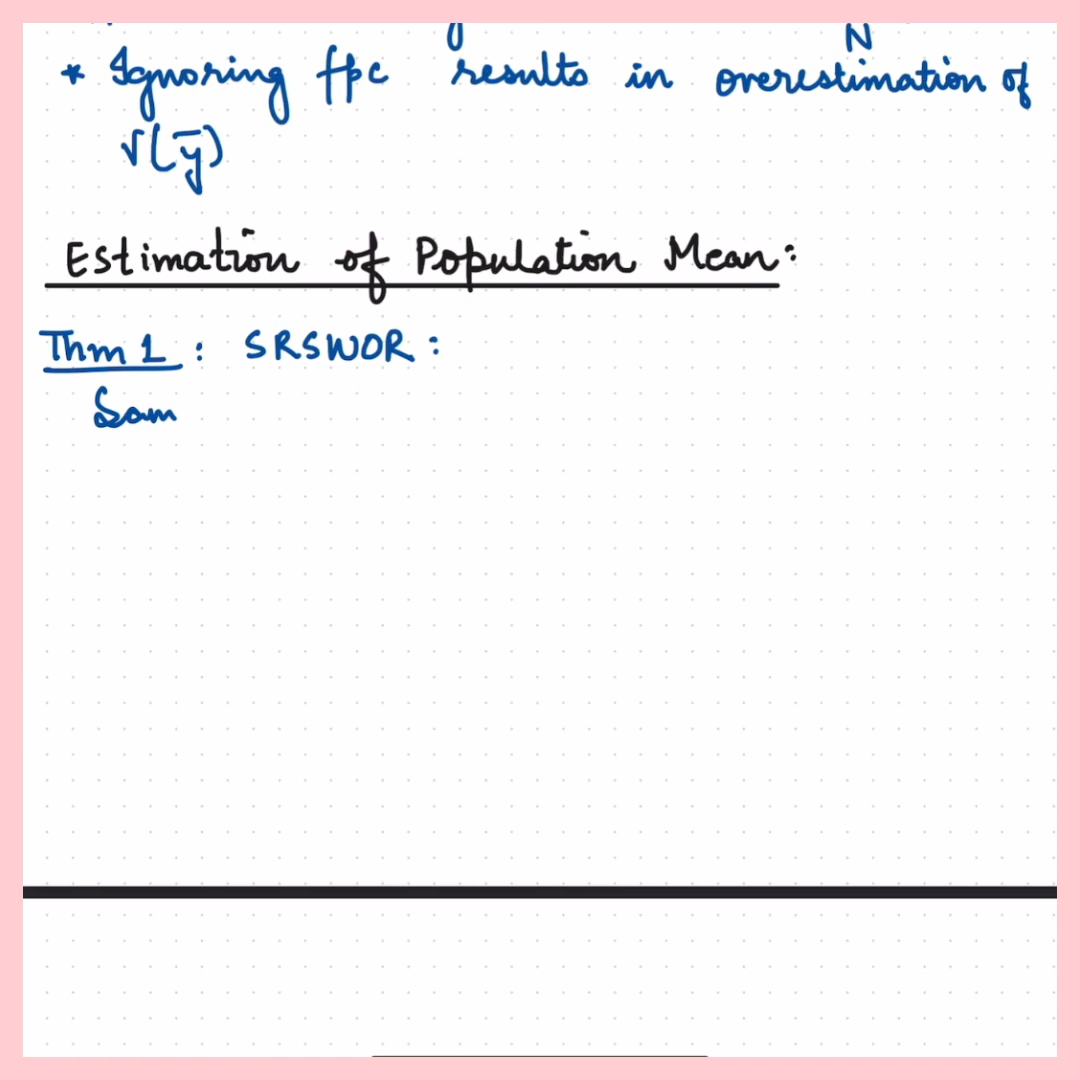 N
* Ignoring fpc results in overestimation of
V(ȳ)
Estimation of Population Mean:
Thm 1 : SRSWOR :
Sam